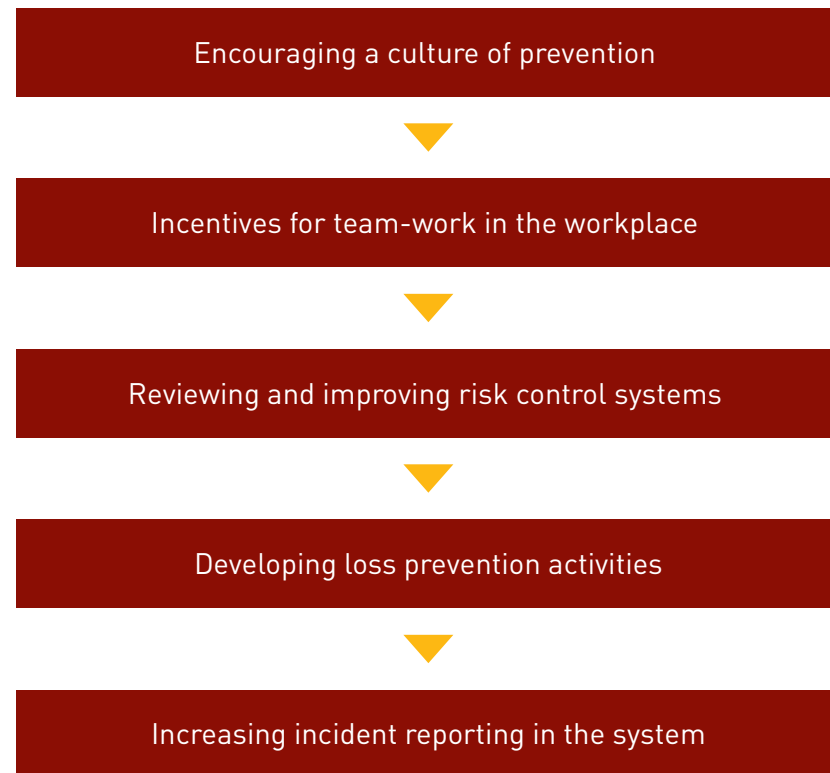 Encouraging a culture of prevention
Incentives for team-work in the workplace
Reviewing and improving risk control systems
Developing loss prevention activities
Increasing incident reporting in the system